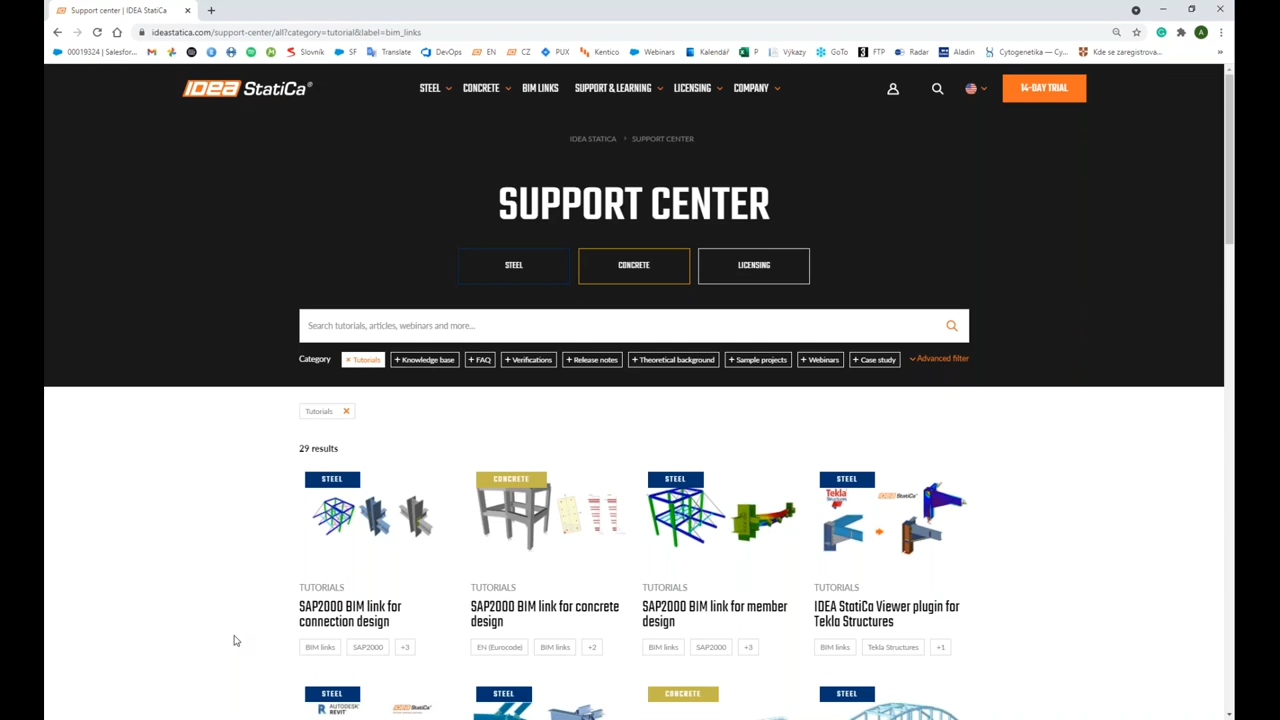 Support center | IDEA StatiCa
ideastatica.com/support-center/all?category=tutorial&label=bim_links
A
00019324 | Salesfor... Slovník SF Translate DevOps EN CZ PUX Kentico Webinars Kalendář P Výkazy GoTo FTP Radar Aladin Cytogenetika — Cy... Kde se zaregistrova...
IDEA StatiCa® STEEL CONCRETE BIM LINKS SUPPORT & LEARNING LICENSING COMPANY 14-DAY TRIAL
IDEA STATICA SUPPORT CENTER
SUPPORT CENTER
STEEL CONCRETE LICENSING
Search tutorials, articles, webinars and more...
Category × Tutorials + Knowledge base + FAQ + Verifications + Release notes + Theoretical background + Sample projects + Webinars + Case study Advanced filter
Tutorials ×
29 results
STEEL CONCRETE STEEL STEEL
Tekla Structures IDEA StatiCa
TUTORIALS TUTORIALS TUTORIALS TUTORIALS
SAP2000 BIM link for connection design
SAP2000 BIM link for concrete design
SAP2000 BIM link for member design
IDEA StatiCa Viewer plugin for Tekla Structures
BIM links SAP2000 +3 EN (Eurocode) BIM links +2 BIM links SAP2000 +3 BIM links Tekla Structures +1
STEEL STEEL CONCRETE STEEL
AUTODESK REVIT IDEA StatiCa